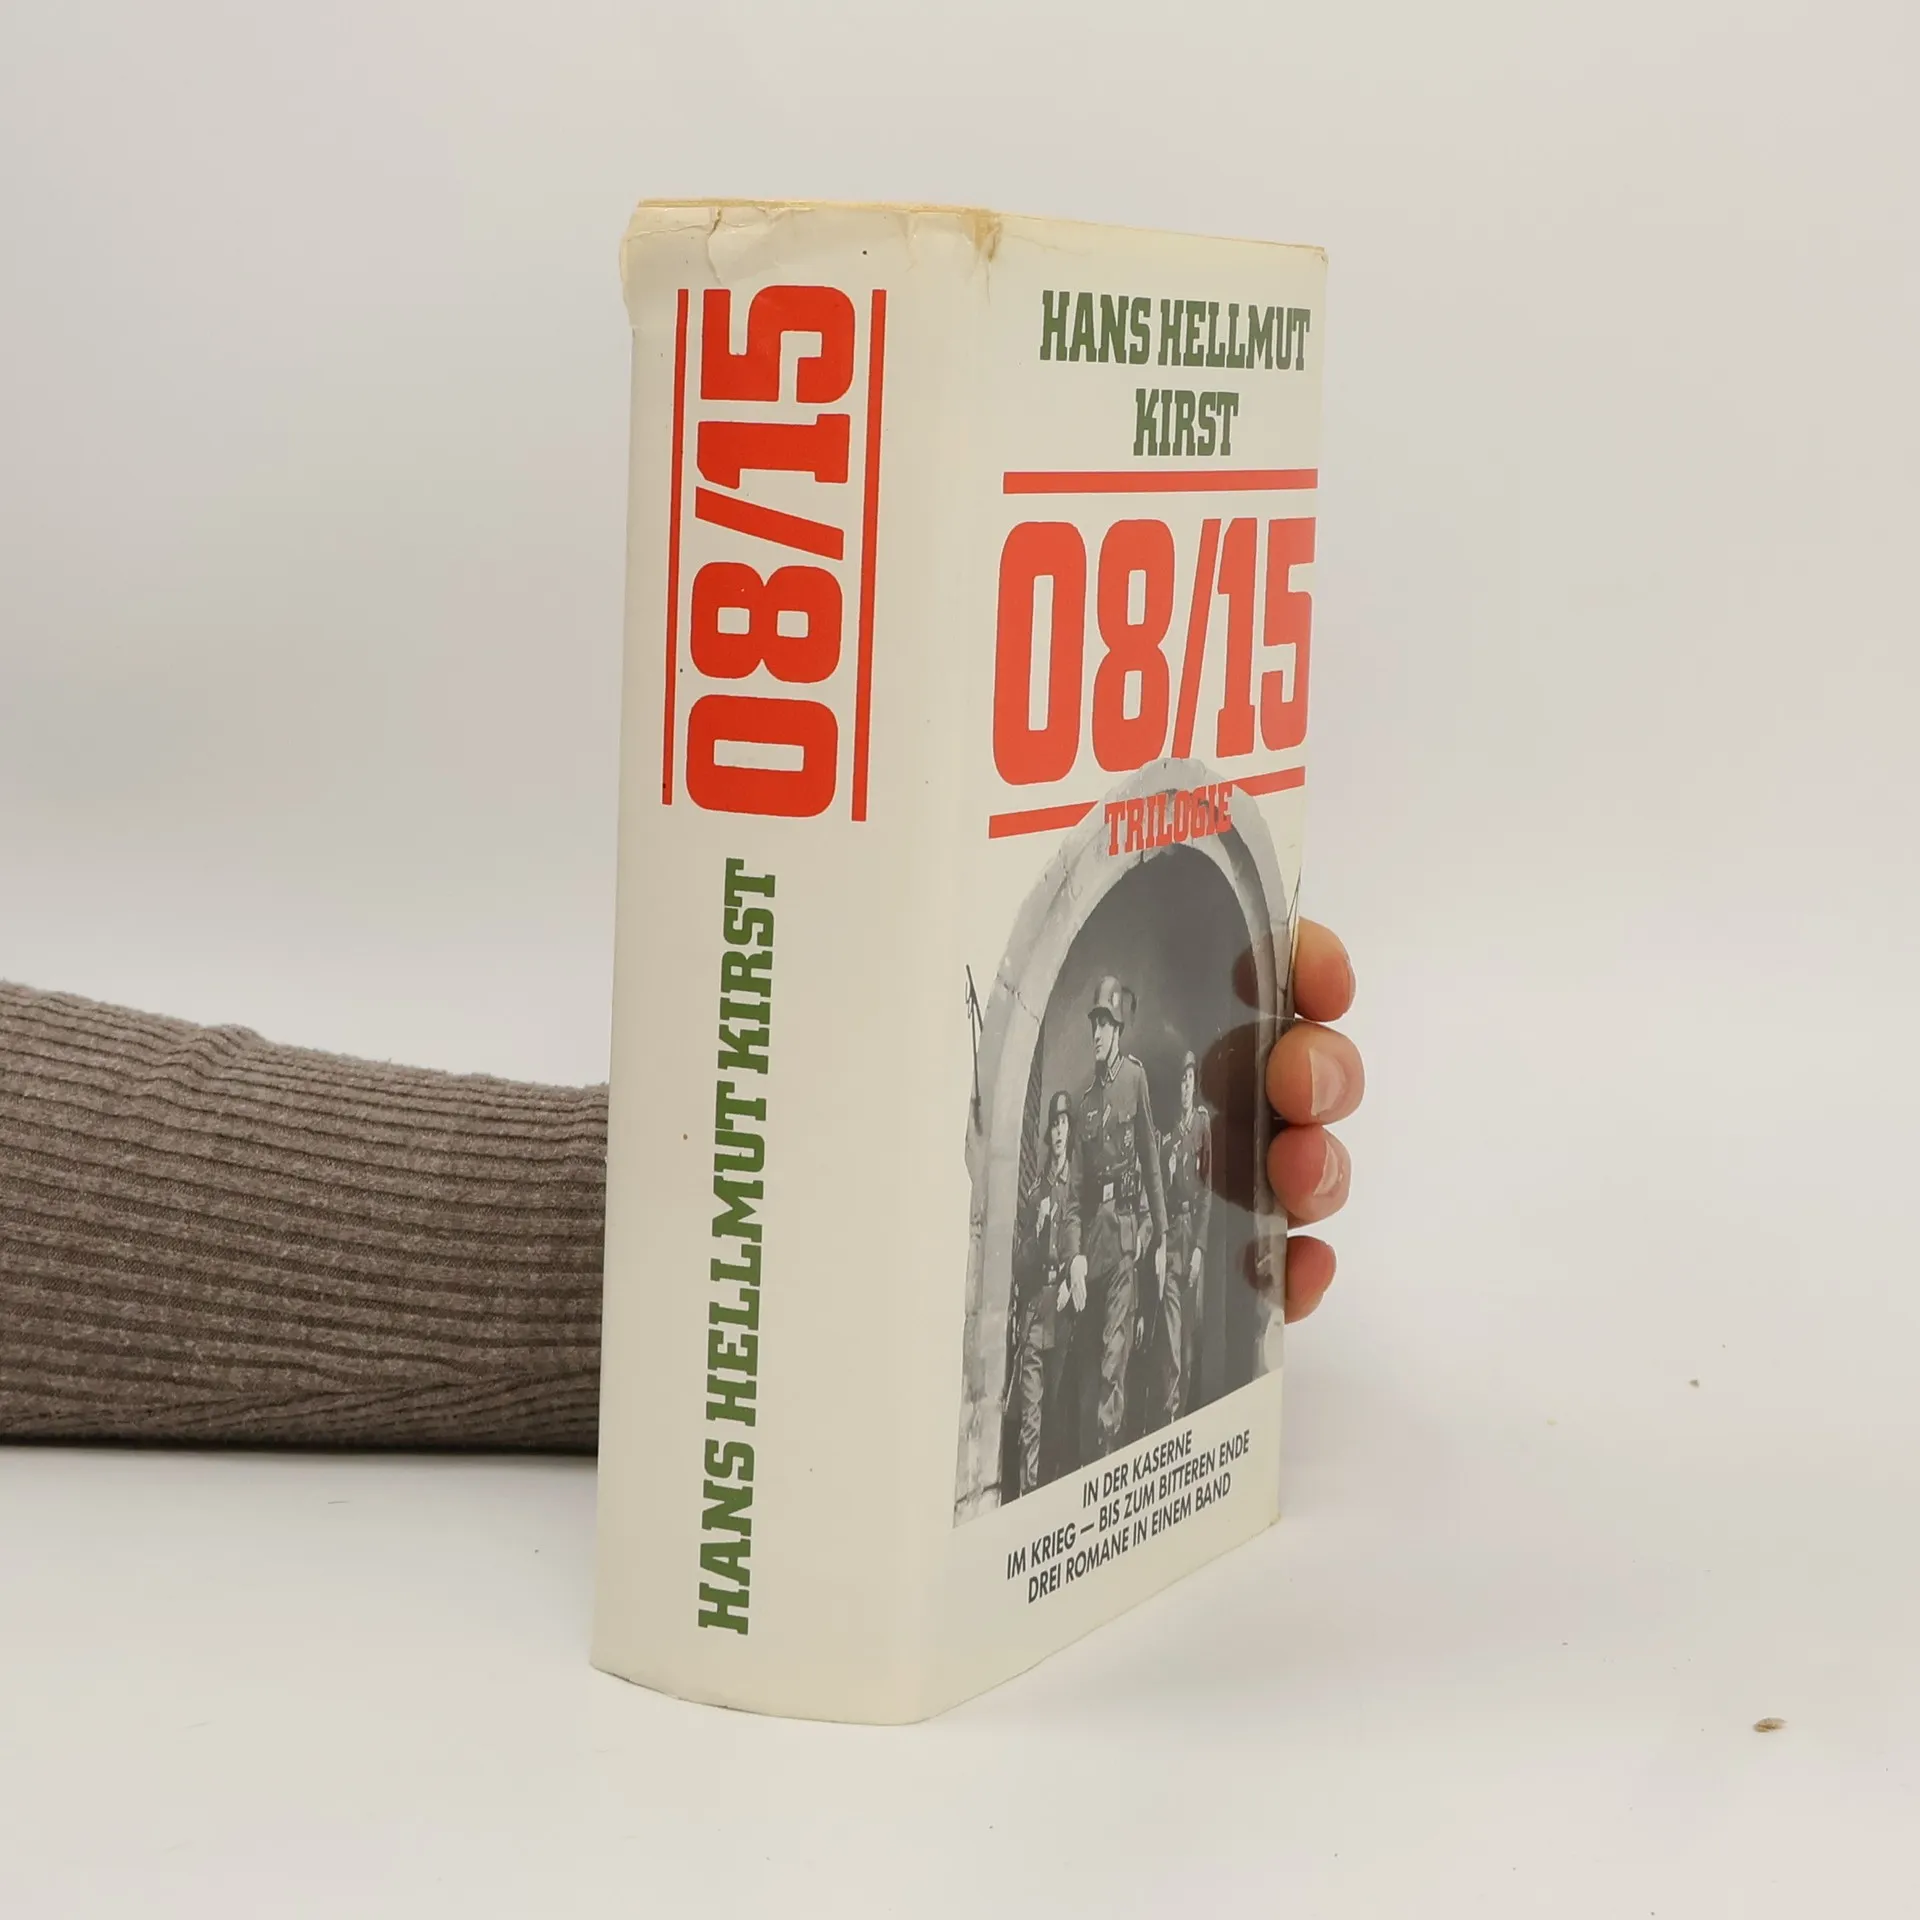 08/15
HANS HELLMUT KIRST
HANS HELLMUT
KIRST
08/15
TRILOGIE
IN DER KASERNE
IM KRIEG — BIS ZUM BITTEREN ENDE
DREI ROMANE IN EINEM BAND